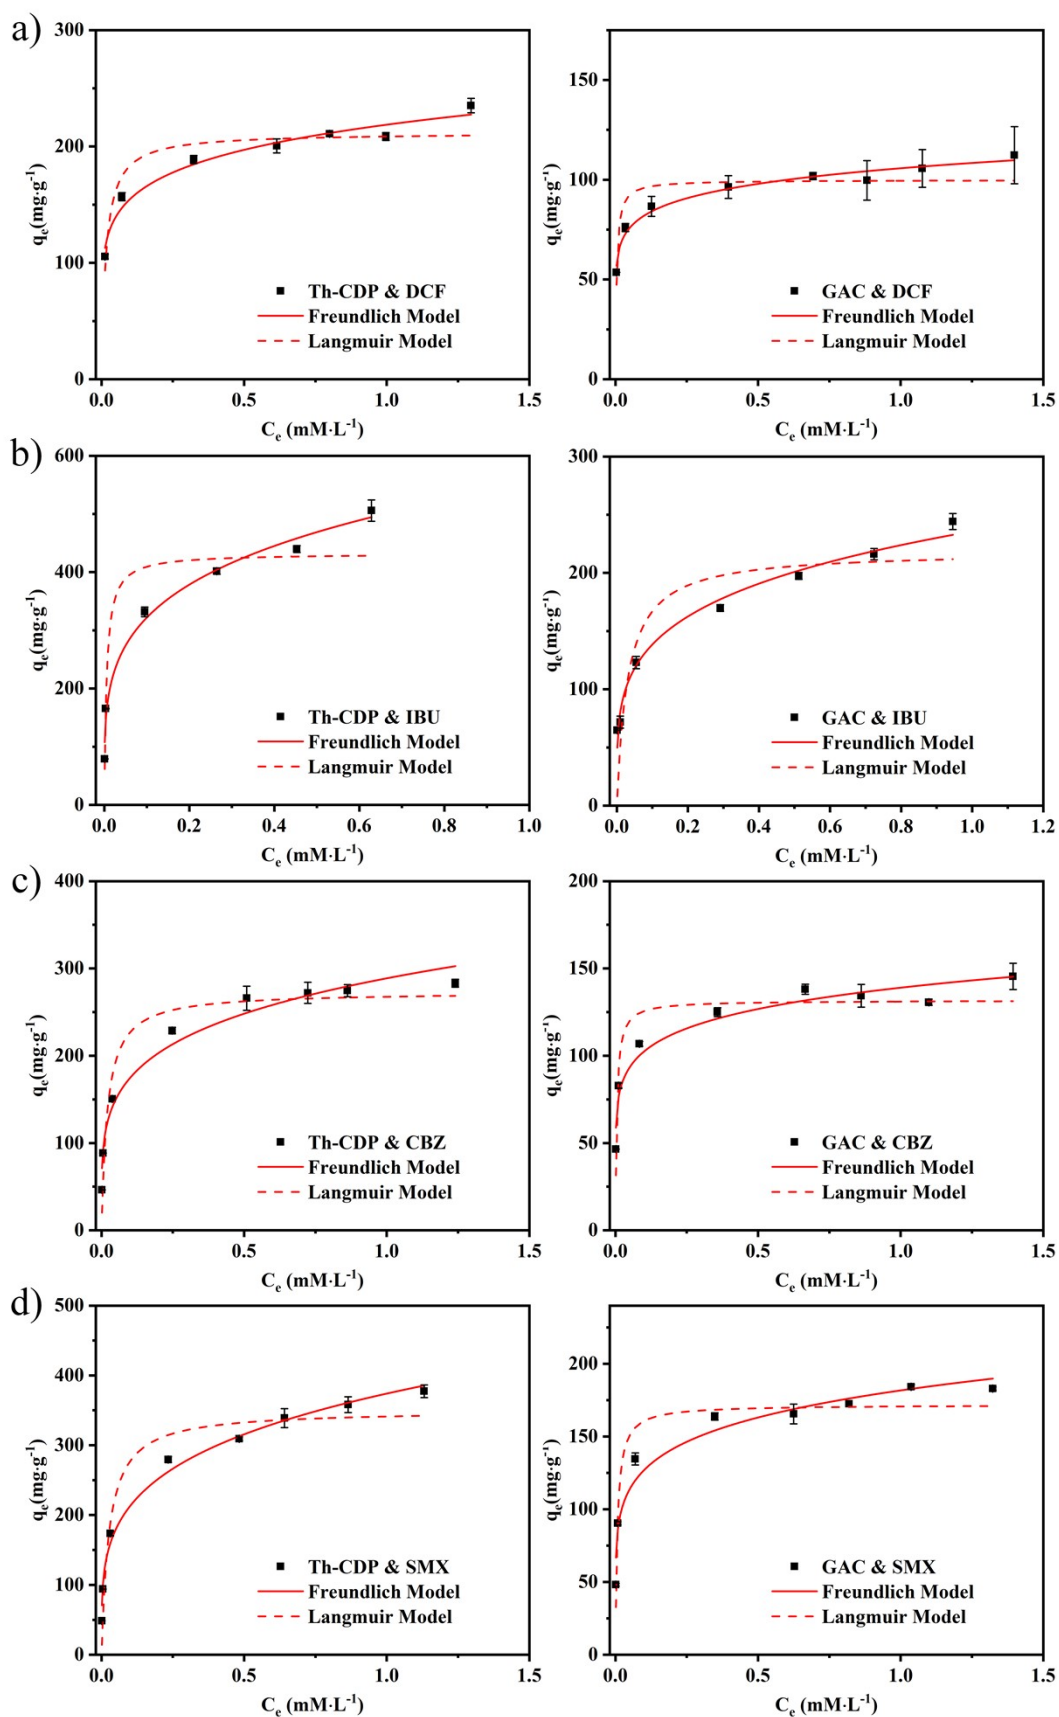 a)
300
200
100
0
qe(mg·g-1)
Th-CDP & DCF
Freundlich Model
Langmuir Model
0.0 0.5 1.0 1.5
Ce (mM·L-1)
150
100
50
0
qe(mg·g-1)
GAC & DCF
Freundlich Model
Langmuir Model
0.0 0.5 1.0 1.5
Ce (mM·L-1)
b)
600
400
200
0
qe(mg·g-1)
Th-CDP & IBU
Freundlich Model
Langmuir Model
0.0 0.2 0.4 0.6 0.8 1.0
Ce (mM·L-1)
300
200
100
0
qe(mg·g-1)
GAC & IBU
Freundlich Model
Langmuir Model
0.0 0.2 0.4 0.6 0.8 1.0 1.2
Ce (mM·L-1)
c)
400
300
200
100
0
qe(mg·g-1)
Th-CDP & CBZ
Freundlich Model
Langmuir Model
0.0 0.5 1.0 1.5
Ce (mM·L-1)
200
150
100
50
0
qe(mg·g-1)
GAC & CBZ
Freundlich Model
Langmuir Model
0.0 0.5 1.0 1.5
Ce (mM·L-1)
d)
500
400
300
200
100
0
qe(mg·g-1)
Th-CDP & SMX
Freundlich Model
Langmuir Model
0.0 0.5 1.0 1.5
Ce (mM·L-1)
200
150
100
50
0
qe(mg·g-1)
GAC & SMX
Freundlich Model
Langmuir Model
0.0 0.5 1.0 1.5
Ce (mM·L-1)